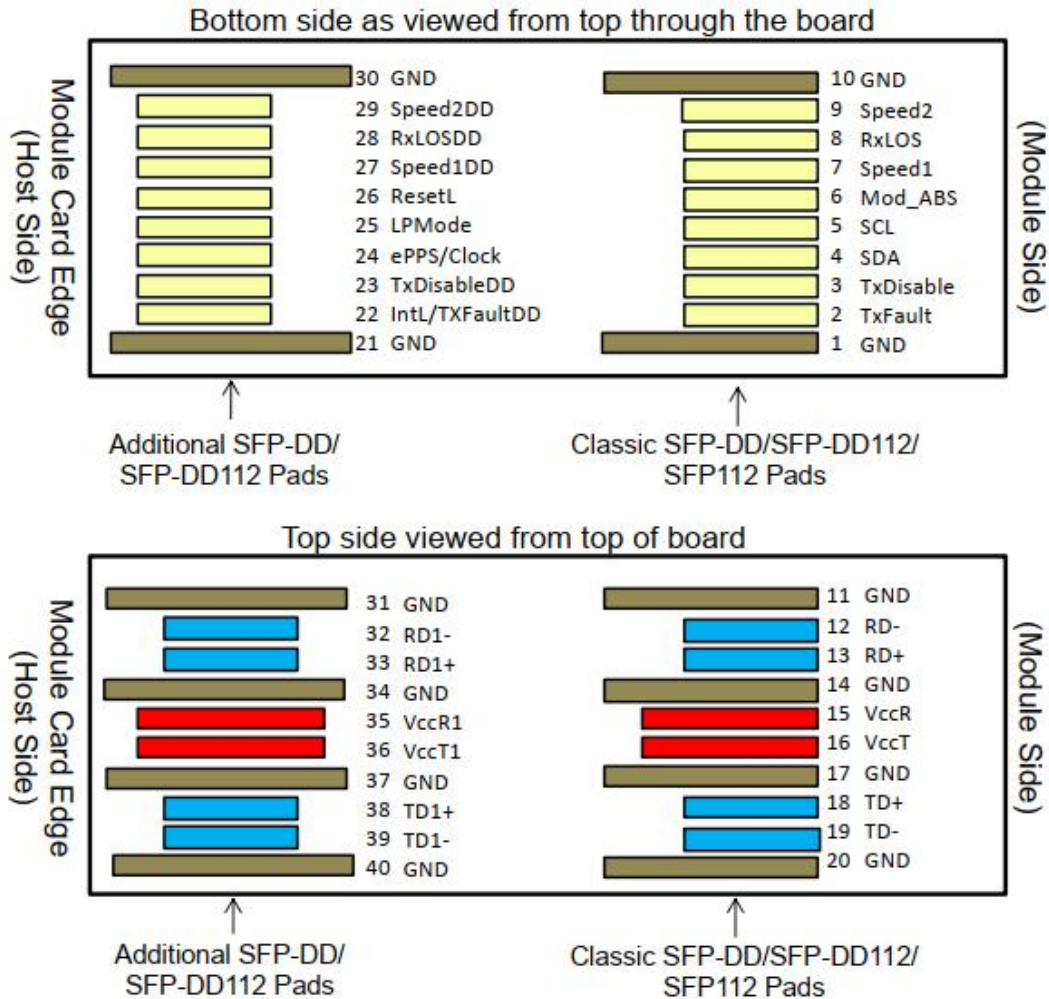 Bottom side as viewed from top through the board
Module Card Edge
(Host Side)
30 GND
29 Speed2DD
28 RxLOSDD
27 Speed1DD
26 ResetL
25 LPMode
24 ePPS/Clock
23 TxDisableDD
22 IntL/TXFaultDD
21 GND
10 GND
9 Speed2
8 RxLOS
7 Speed1
6 Mod_ABS
5 SCL
4 SDA
3 TxDisable
2 TxFault
1 GND
(Module Side)
Additional SFP-DD/
SFP-DD112 Pads
Classic SFP-DD/SFP-DD112/
SFP112 Pads
Top side viewed from top of board
Module Card Edge
(Host Side)
31 GND
32 RD1-
33 RD1+
34 GND
35 VccR1
36 VccT1
37 GND
38 TD1+
39 TD1-
40 GND
11 GND
12 RD-
13 RD+
14 GND
15 VccR
16 VccT
17 GND
18 TD+
19 TD-
20 GND
(Module Side)
Additional SFP-DD/
SFP-DD112 Pads
Classic SFP-DD/SFP-DD112/
SFP112 Pads